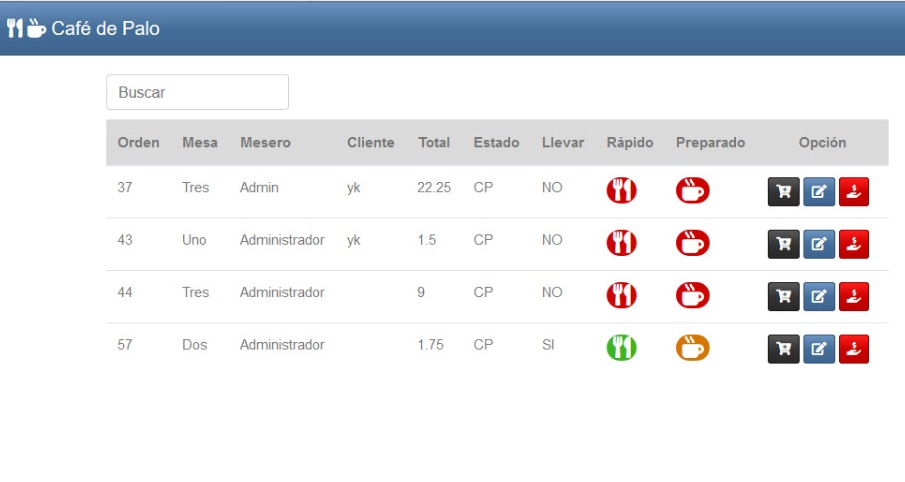 Café de Palo
Buscar
Orden Mesa Mesero Cliente Total Estado Llevar Rápido Preparado Opción
37 Tres Admin yk 22.25 CP NO
43 Uno Administrador yk 1.5 CP NO
44 Tres Administrador 9 CP NO
57 Dos Administrador 1.75 CP SI